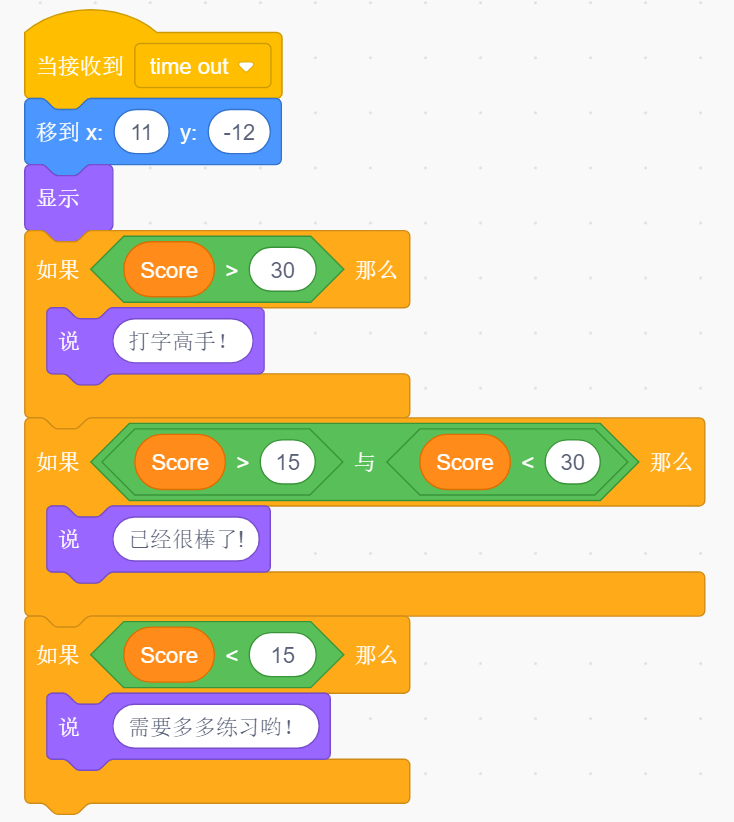 当接收到 time out
移到 x: 11 y: -12
显示
如果 Score > 30 那么
说 打字高手！
如果 Score > 15 与 Score < 30 那么
说 已经很棒了!
如果 Score < 15 那么
说 需要多多练习哟！